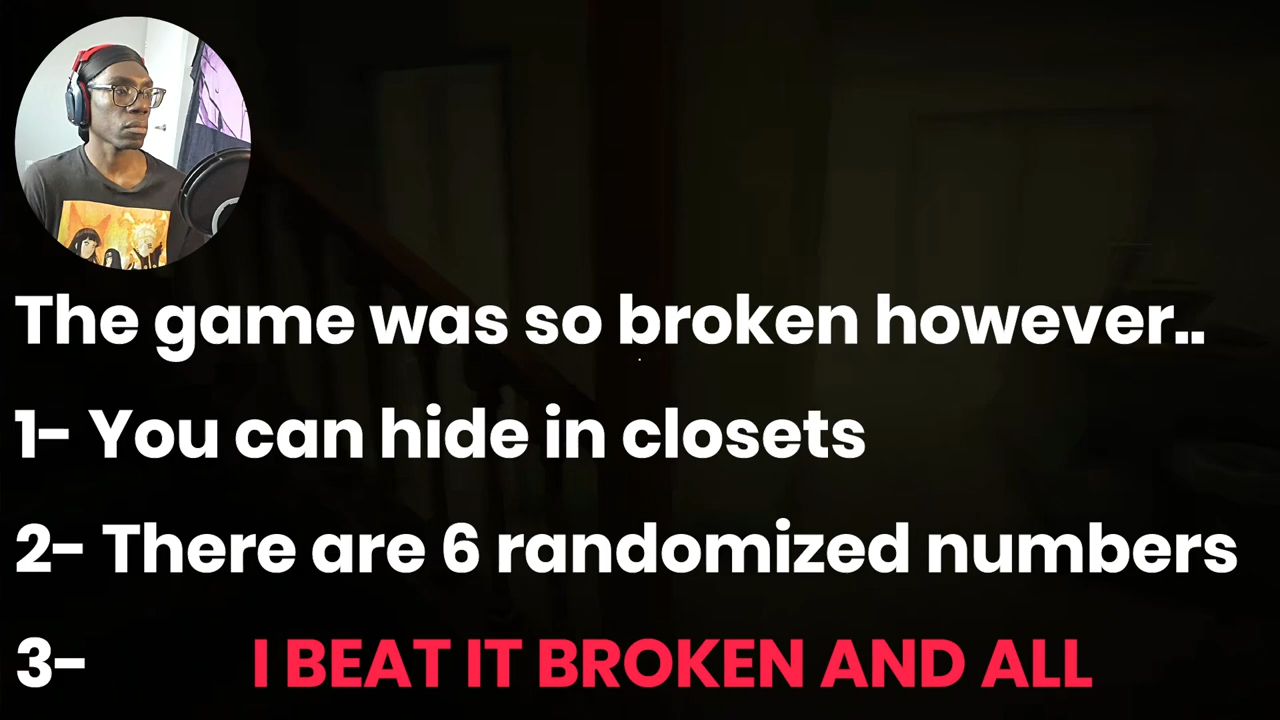 The game was so broken however..
1- You can hide in closets
2- There are 6 randomized numbers
3- I BEAT IT BROKEN AND ALL